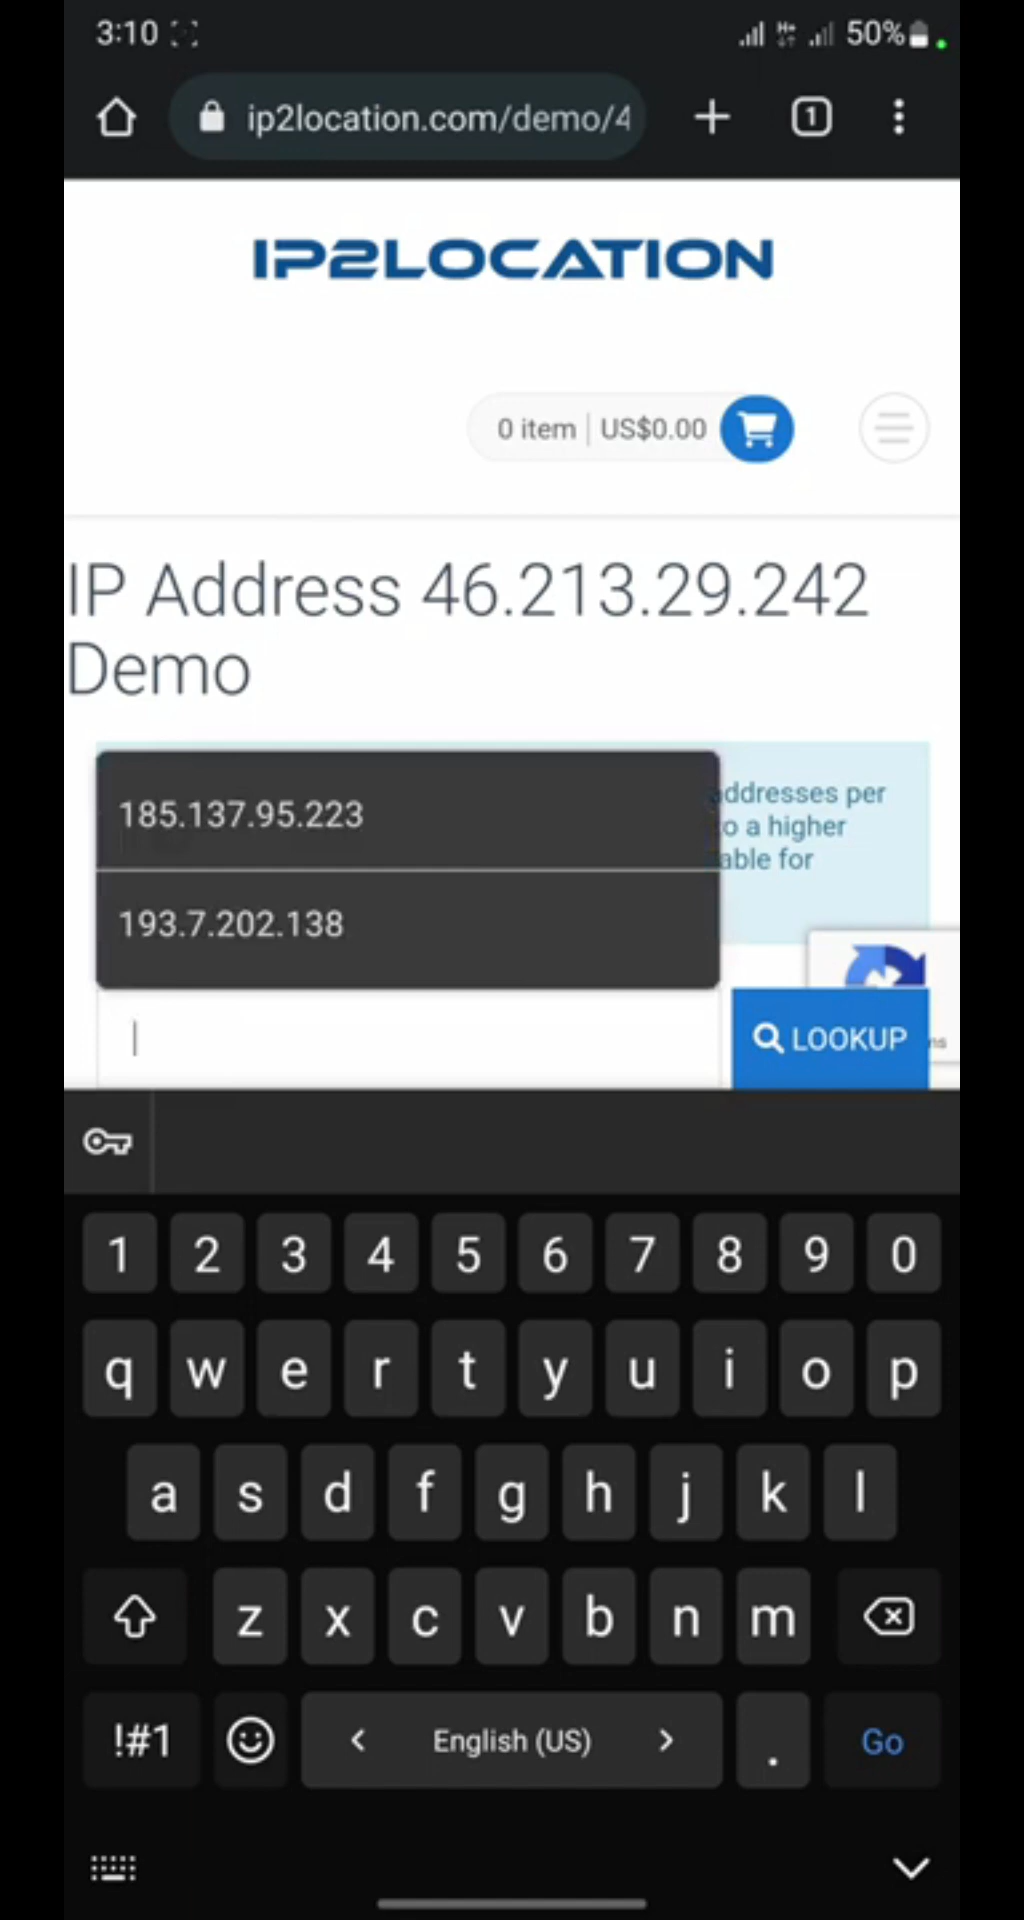 3:10
50%
ip2location.com/demo/4
1
IP2LOCATION
0 item | US$0.00
IP Address 46.213.29.242
Demo
185.137.95.223
addresses per
o a higher
able for
193.7.202.138
LOOKUP
1 2 3 4 5 6 7 8 9 0
q w e r t y u i o p
a s d f g h j k l
z x c v b n m
!#1
< English (US) >
.
Go